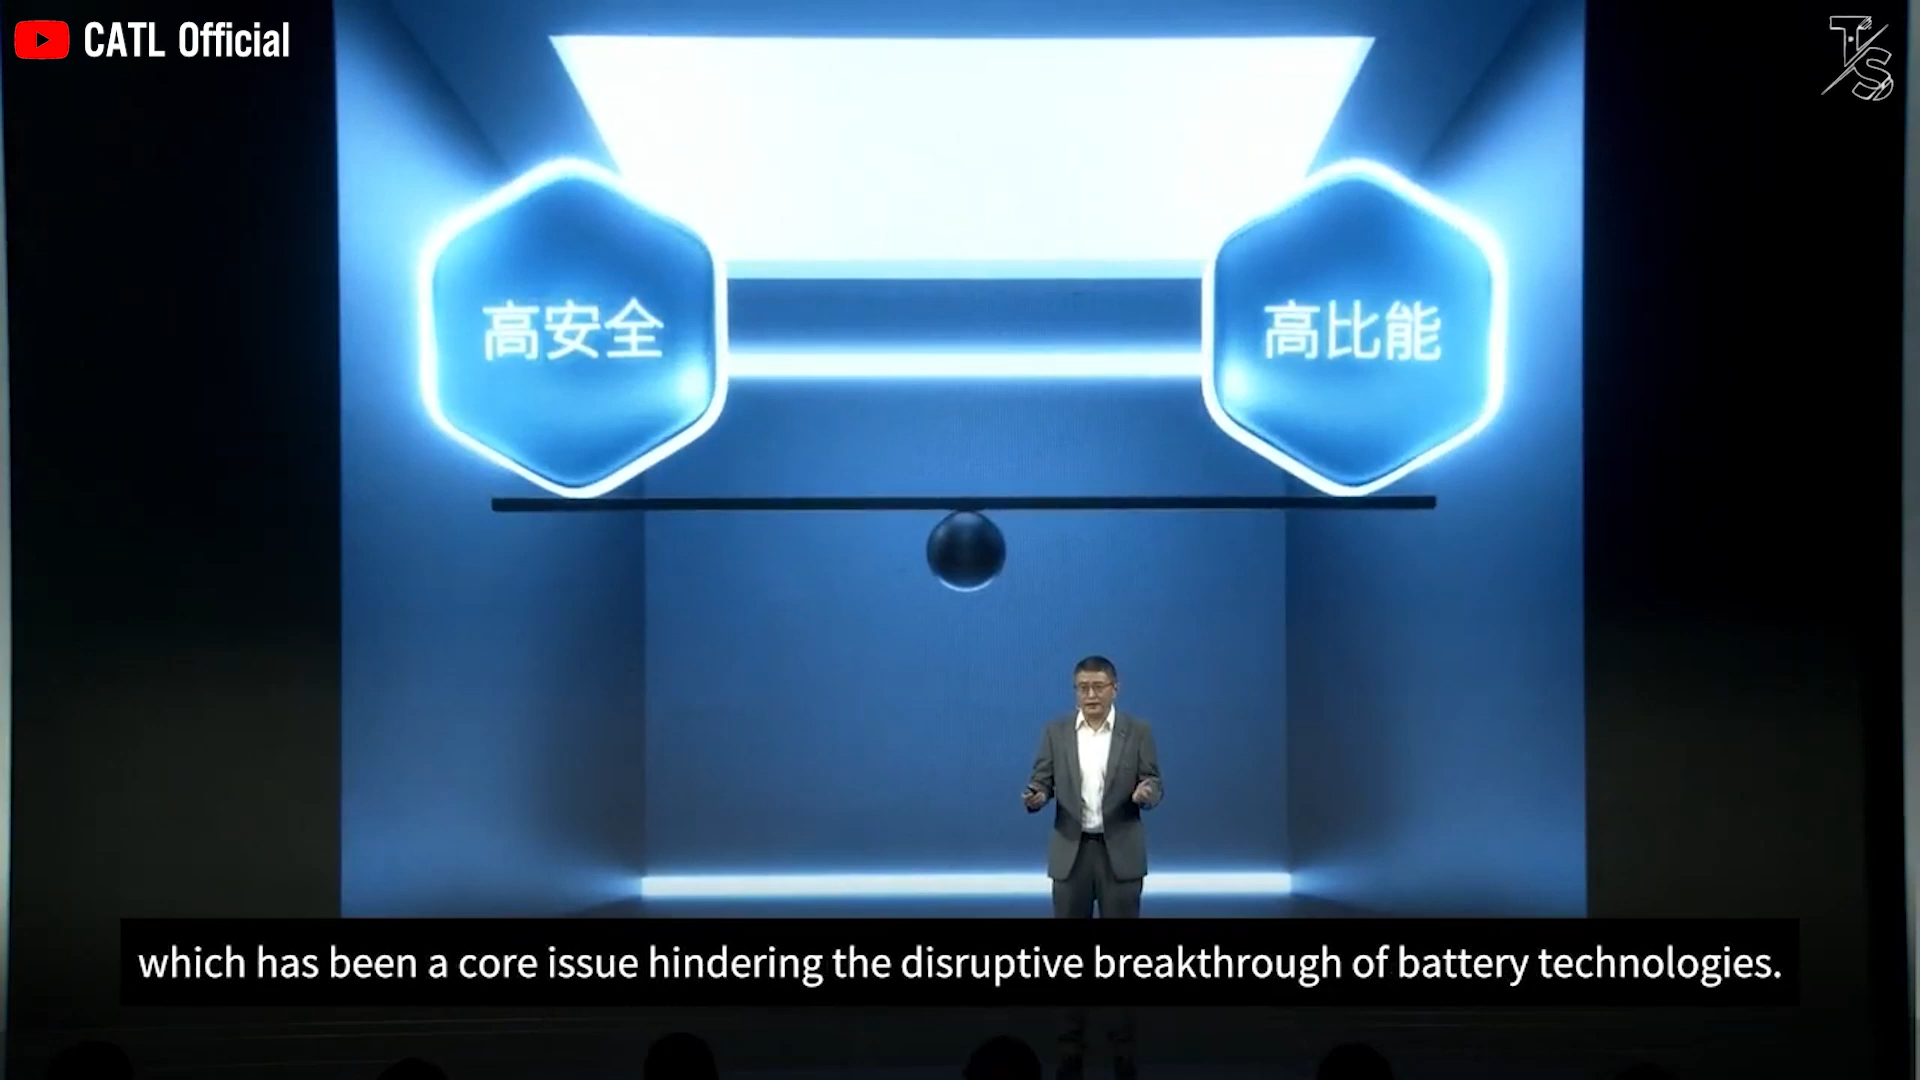 CATL Official
T/S
高安全
高比能
which has been a core issue hindering the disruptive breakthrough of battery technologies.